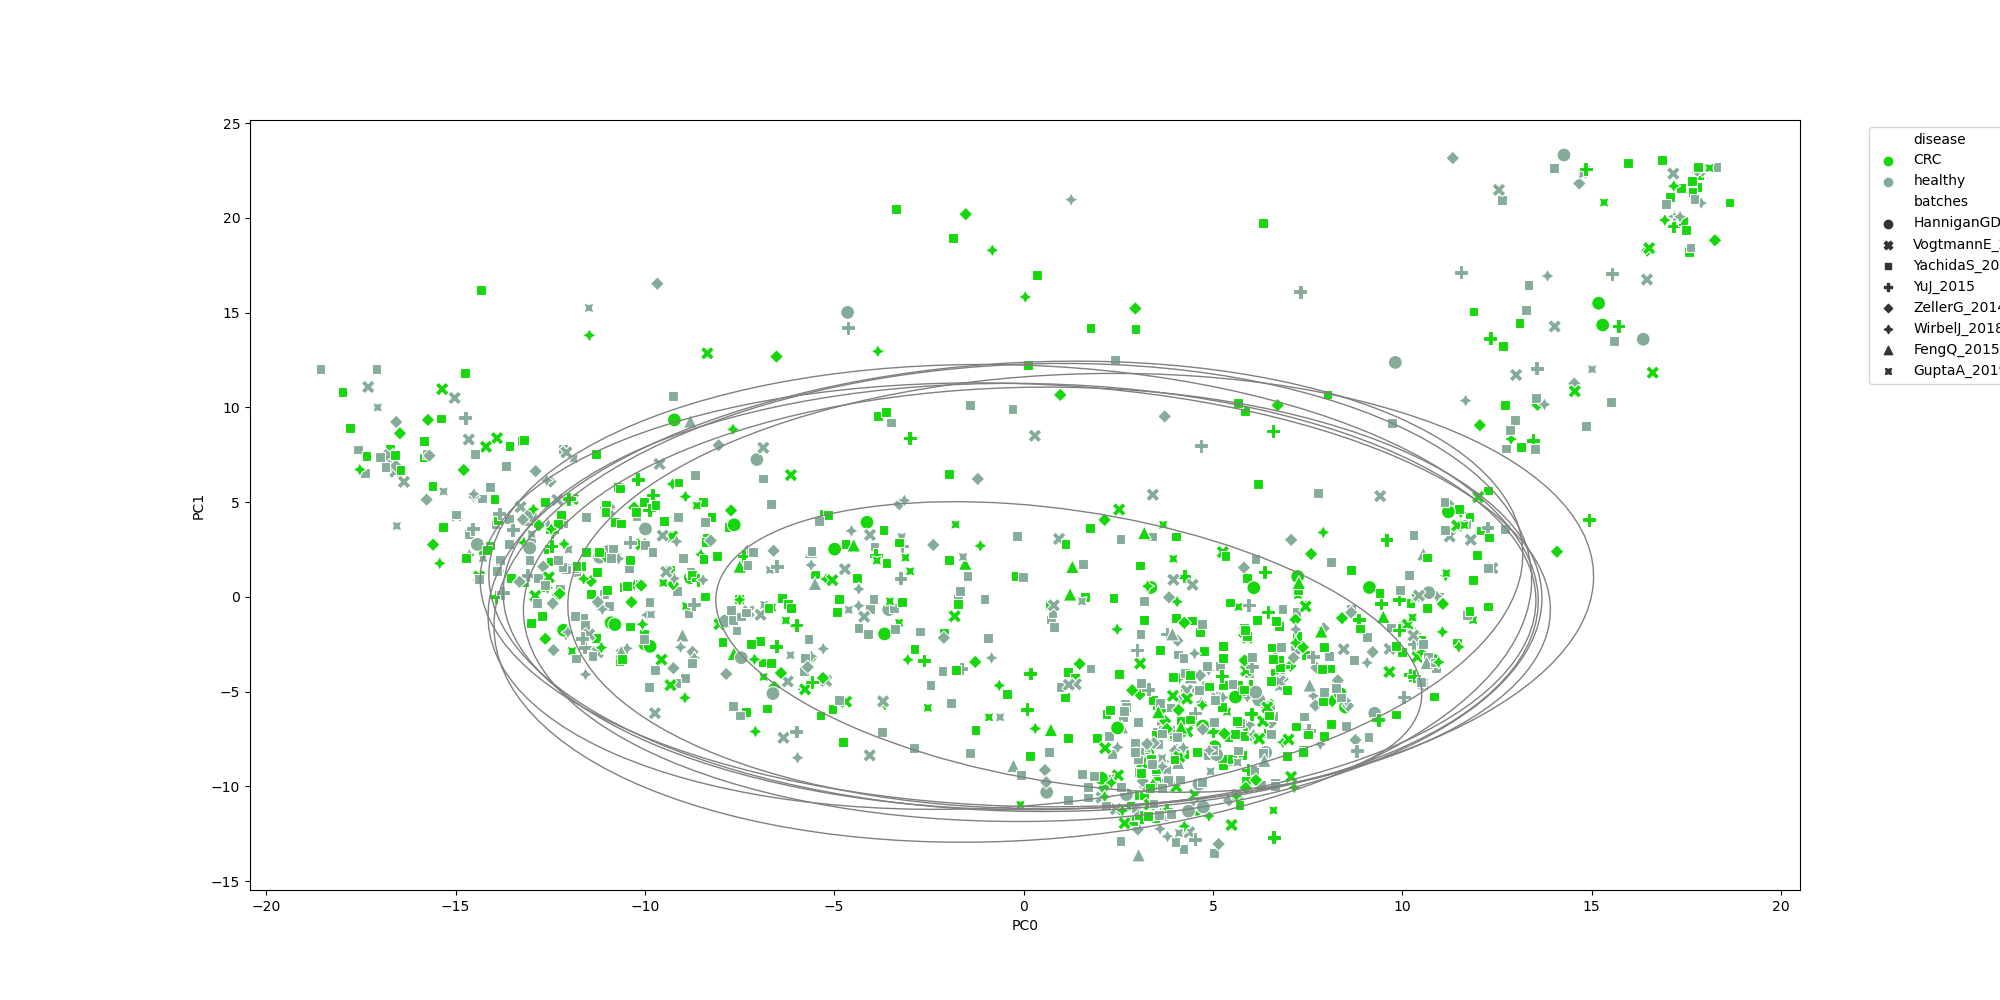 25
20
15
10
5
0
−5
−10
−15
PC1
−20
−15
−10
−5
0
5
10
15
20
PC0
disease
CRC
healthy
batches
HanniganGD
VogtmannE_
YachidaS_20
YuJ_2015
ZellerG_2014
WirbelJ_2018
FengQ_2015
GuptaA_2019